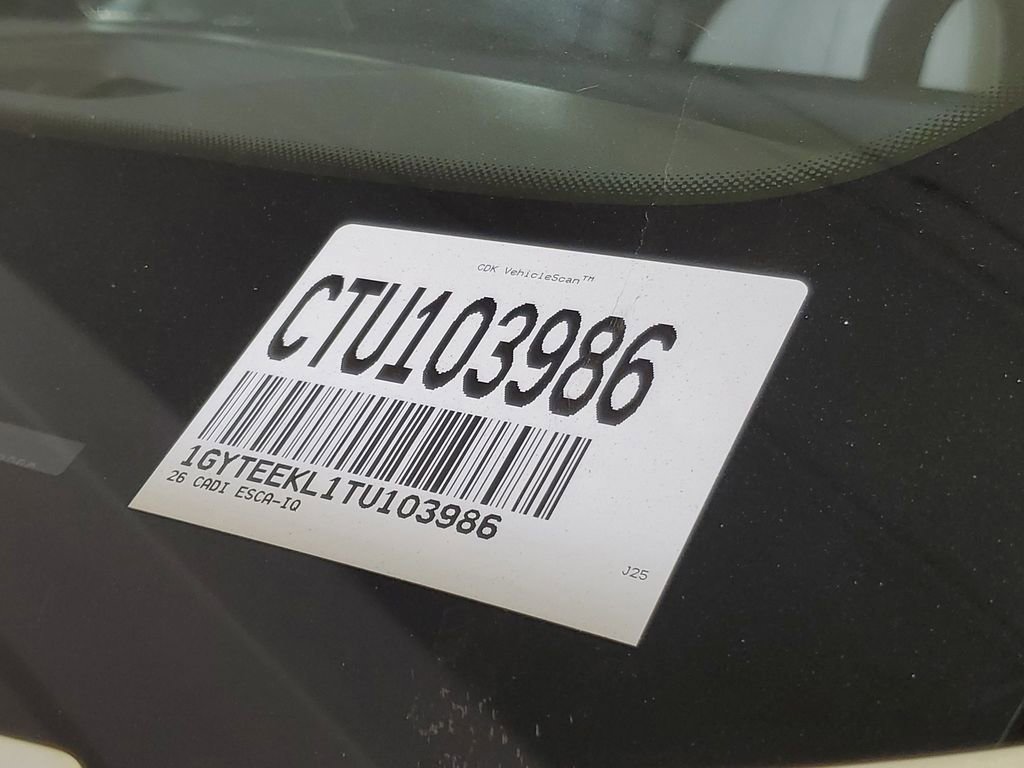 CDK VehicleScan™
CTU103986
1GYTEEKL1TU103986
26 CADI ESCA-IQ
J25